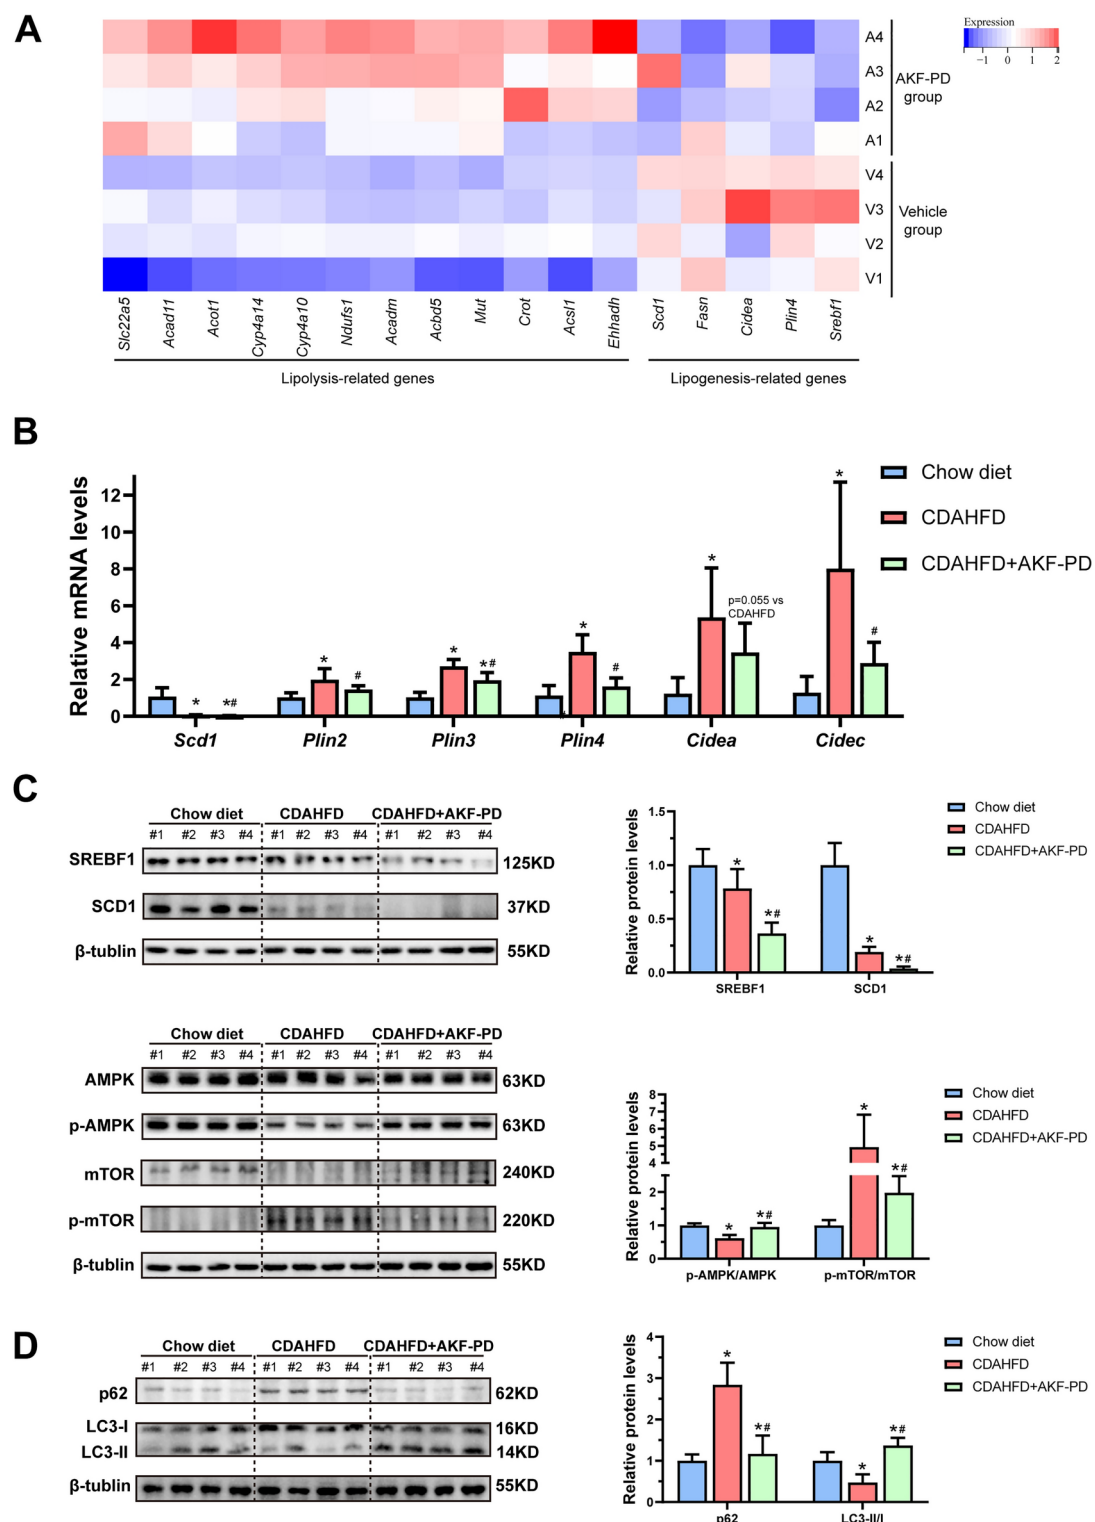 A
Expression
−1 0 1 2
A4
A3
A2
A1
V4
V3
V2
V1
AKF-PD
group
Vehicle
group
Slc22a5 Acad11 Acot1 Cyp4a14 Cyp4a10 Ndufs1 Acadm Acbd5 Mut Crot Acsl1 Ehhadh Scd1 Fasn Cidea Plin4 Srebf1
Lipolysis-related genes Lipogenesis-related genes
B
Relative mRNA levels
12
10
8
6
4
2
0
* *# * # * *# * # * p=0.055 vs
CDAHFD
* #
Scd1 Plin2 Plin3 Plin4 Cidea Cidec
Chow diet
CDAHFD
CDAHFD+AKF-PD
C
Chow diet CDAHFD CDAHFD+AKF-PD
#1 #2 #3 #4 #1 #2 #3 #4 #1 #2 #3 #4
SREBF1 125KD
SCD1 37KD
β-tublin 55KD
Relative protein levels
1.5
1.0
0.5
0.0
* *# * *#
SREBF1 SCD1
Chow diet
CDAHFD
CDAHFD+AKF-PD
Chow diet CDAHFD CDAHFD+AKF-PD
#1 #2 #3 #4 #1 #2 #3 #4 #1 #2 #3 #4
AMPK 63KD
p-AMPK 63KD
mTOR 240KD
p-mTOR 220KD
β-tublin 55KD
Relative protein levels
8
7
6
5
4
2
1
0
* *# * *#
p-AMPK/AMPK p-mTOR/mTOR
Chow diet
CDAHFD
CDAHFD+AKF-PD
D
Chow diet CDAHFD CDAHFD+AKF-PD
#1 #2 #3 #4 #1 #2 #3 #4 #1 #2 #3 #4
p62 62KD
LC3-I 16KD
LC3-II 14KD
β-tublin 55KD
Relative protein levels
4
3
2
1
0
* *# * *#
p62 LC3-II/I
Chow diet
CDAHFD
CDAHFD+AKF-PD